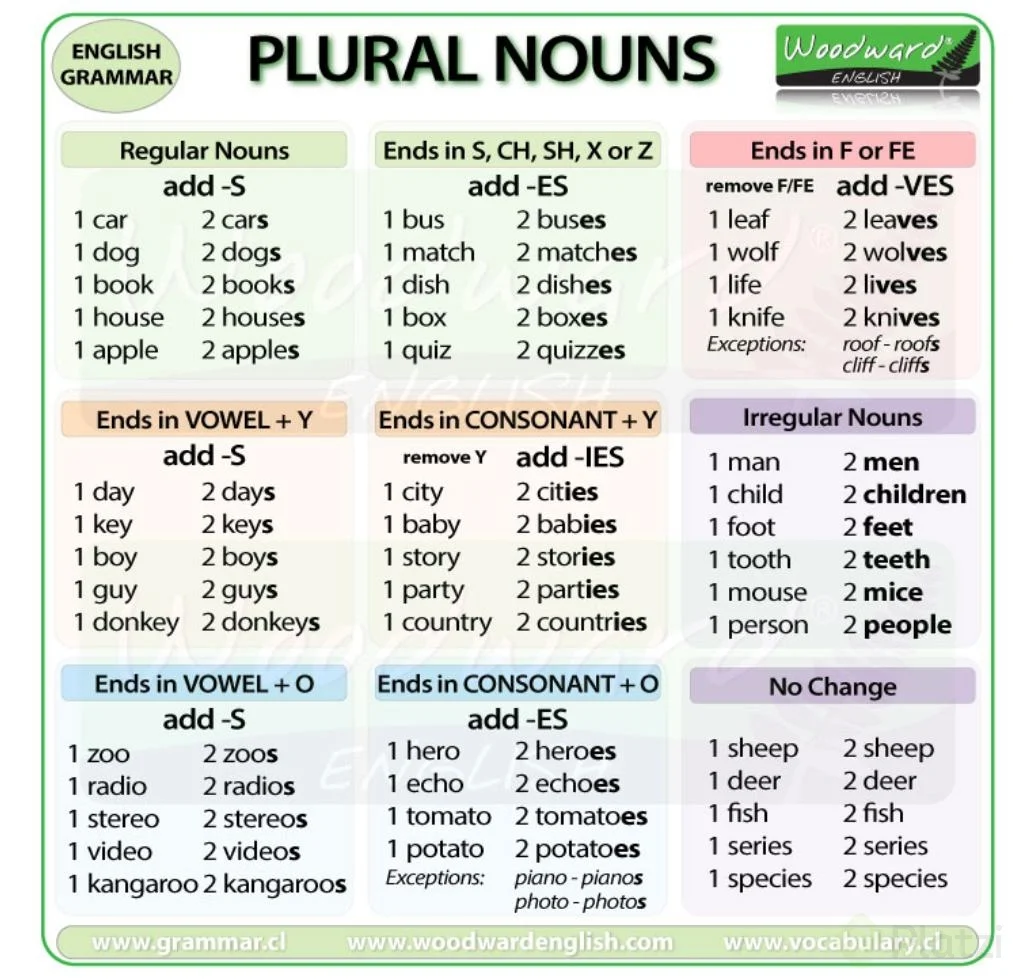 ENGLISH
GRAMMAR
PLURAL NOUNS
Woodward®
ENGLISH
Regular Nouns
add -S
1 car 2 cars
1 dog 2 dogs
1 book 2 books
1 house 2 houses
1 apple 2 apples
Ends in S, CH, SH, X or Z
add -ES
1 bus 2 buses
1 match 2 matches
1 dish 2 dishes
1 box 2 boxes
1 quiz 2 quizzes
Ends in F or FE
remove F/FE add -VES
1 leaf 2 leaves
1 wolf 2 wolves
1 life 2 lives
1 knife 2 knives
Exceptions: roof - roofs
cliff - cliffs
Ends in VOWEL + Y
add -S
1 day 2 days
1 key 2 keys
1 boy 2 boys
1 guy 2 guys
1 donkey 2 donkeys
Ends in CONSONANT + Y
remove Y add -IES
1 city 2 cities
1 baby 2 babies
1 story 2 stories
1 party 2 parties
1 country 2 countries
Irregular Nouns
1 man 2 men
1 child 2 children
1 foot 2 feet
1 tooth 2 teeth
1 mouse 2 mice
1 person 2 people
Ends in VOWEL + O
add -S
1 zoo 2 zoos
1 radio 2 radios
1 stereo 2 stereos
1 video 2 videos
1 kangaroo 2 kangaroos
Ends in CONSONANT + O
add -ES
1 hero 2 heroes
1 echo 2 echoes
1 tomato 2 tomatoes
1 potato 2 potatoes
Exceptions: piano - pianos
photo - photos
No Change
1 sheep 2 sheep
1 deer 2 deer
1 fish 2 fish
1 series 2 series
1 species 2 species
Woodward®
ENGLISH
Woodward®
ENGLISH
www.grammar.cl www.woodwardenglish.com www.vocabulary.cl
Platzi